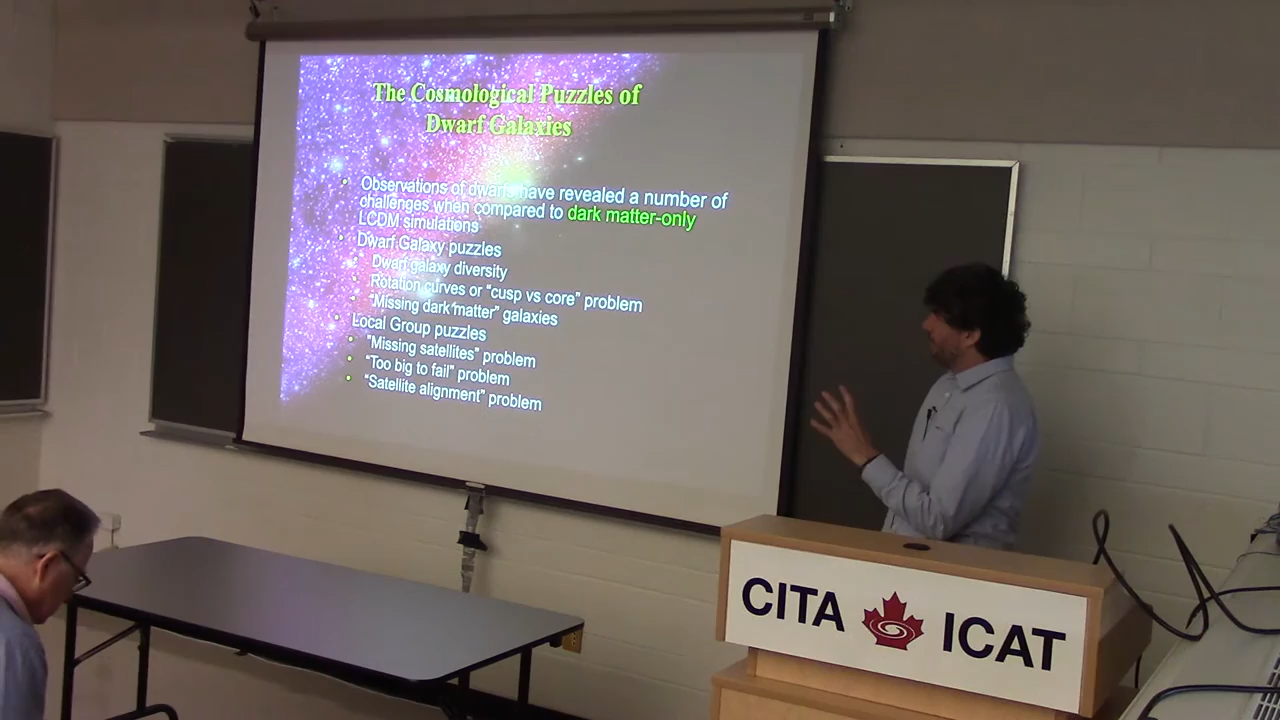 The Cosmological Puzzles of
Dwarf Galaxies
Observations of dwarfs have revealed a number of
challenges when compared to dark matter-only
LCDM simulations
Dwarf Galaxy puzzles
Dwarf galaxy diversity
Rotation curves or "cusp vs core" problem
"Missing dark matter" galaxies
Local Group puzzles
"Missing satellites" problem
"Too big to fail" problem
"Satellite alignment" problem
CITA ICAT